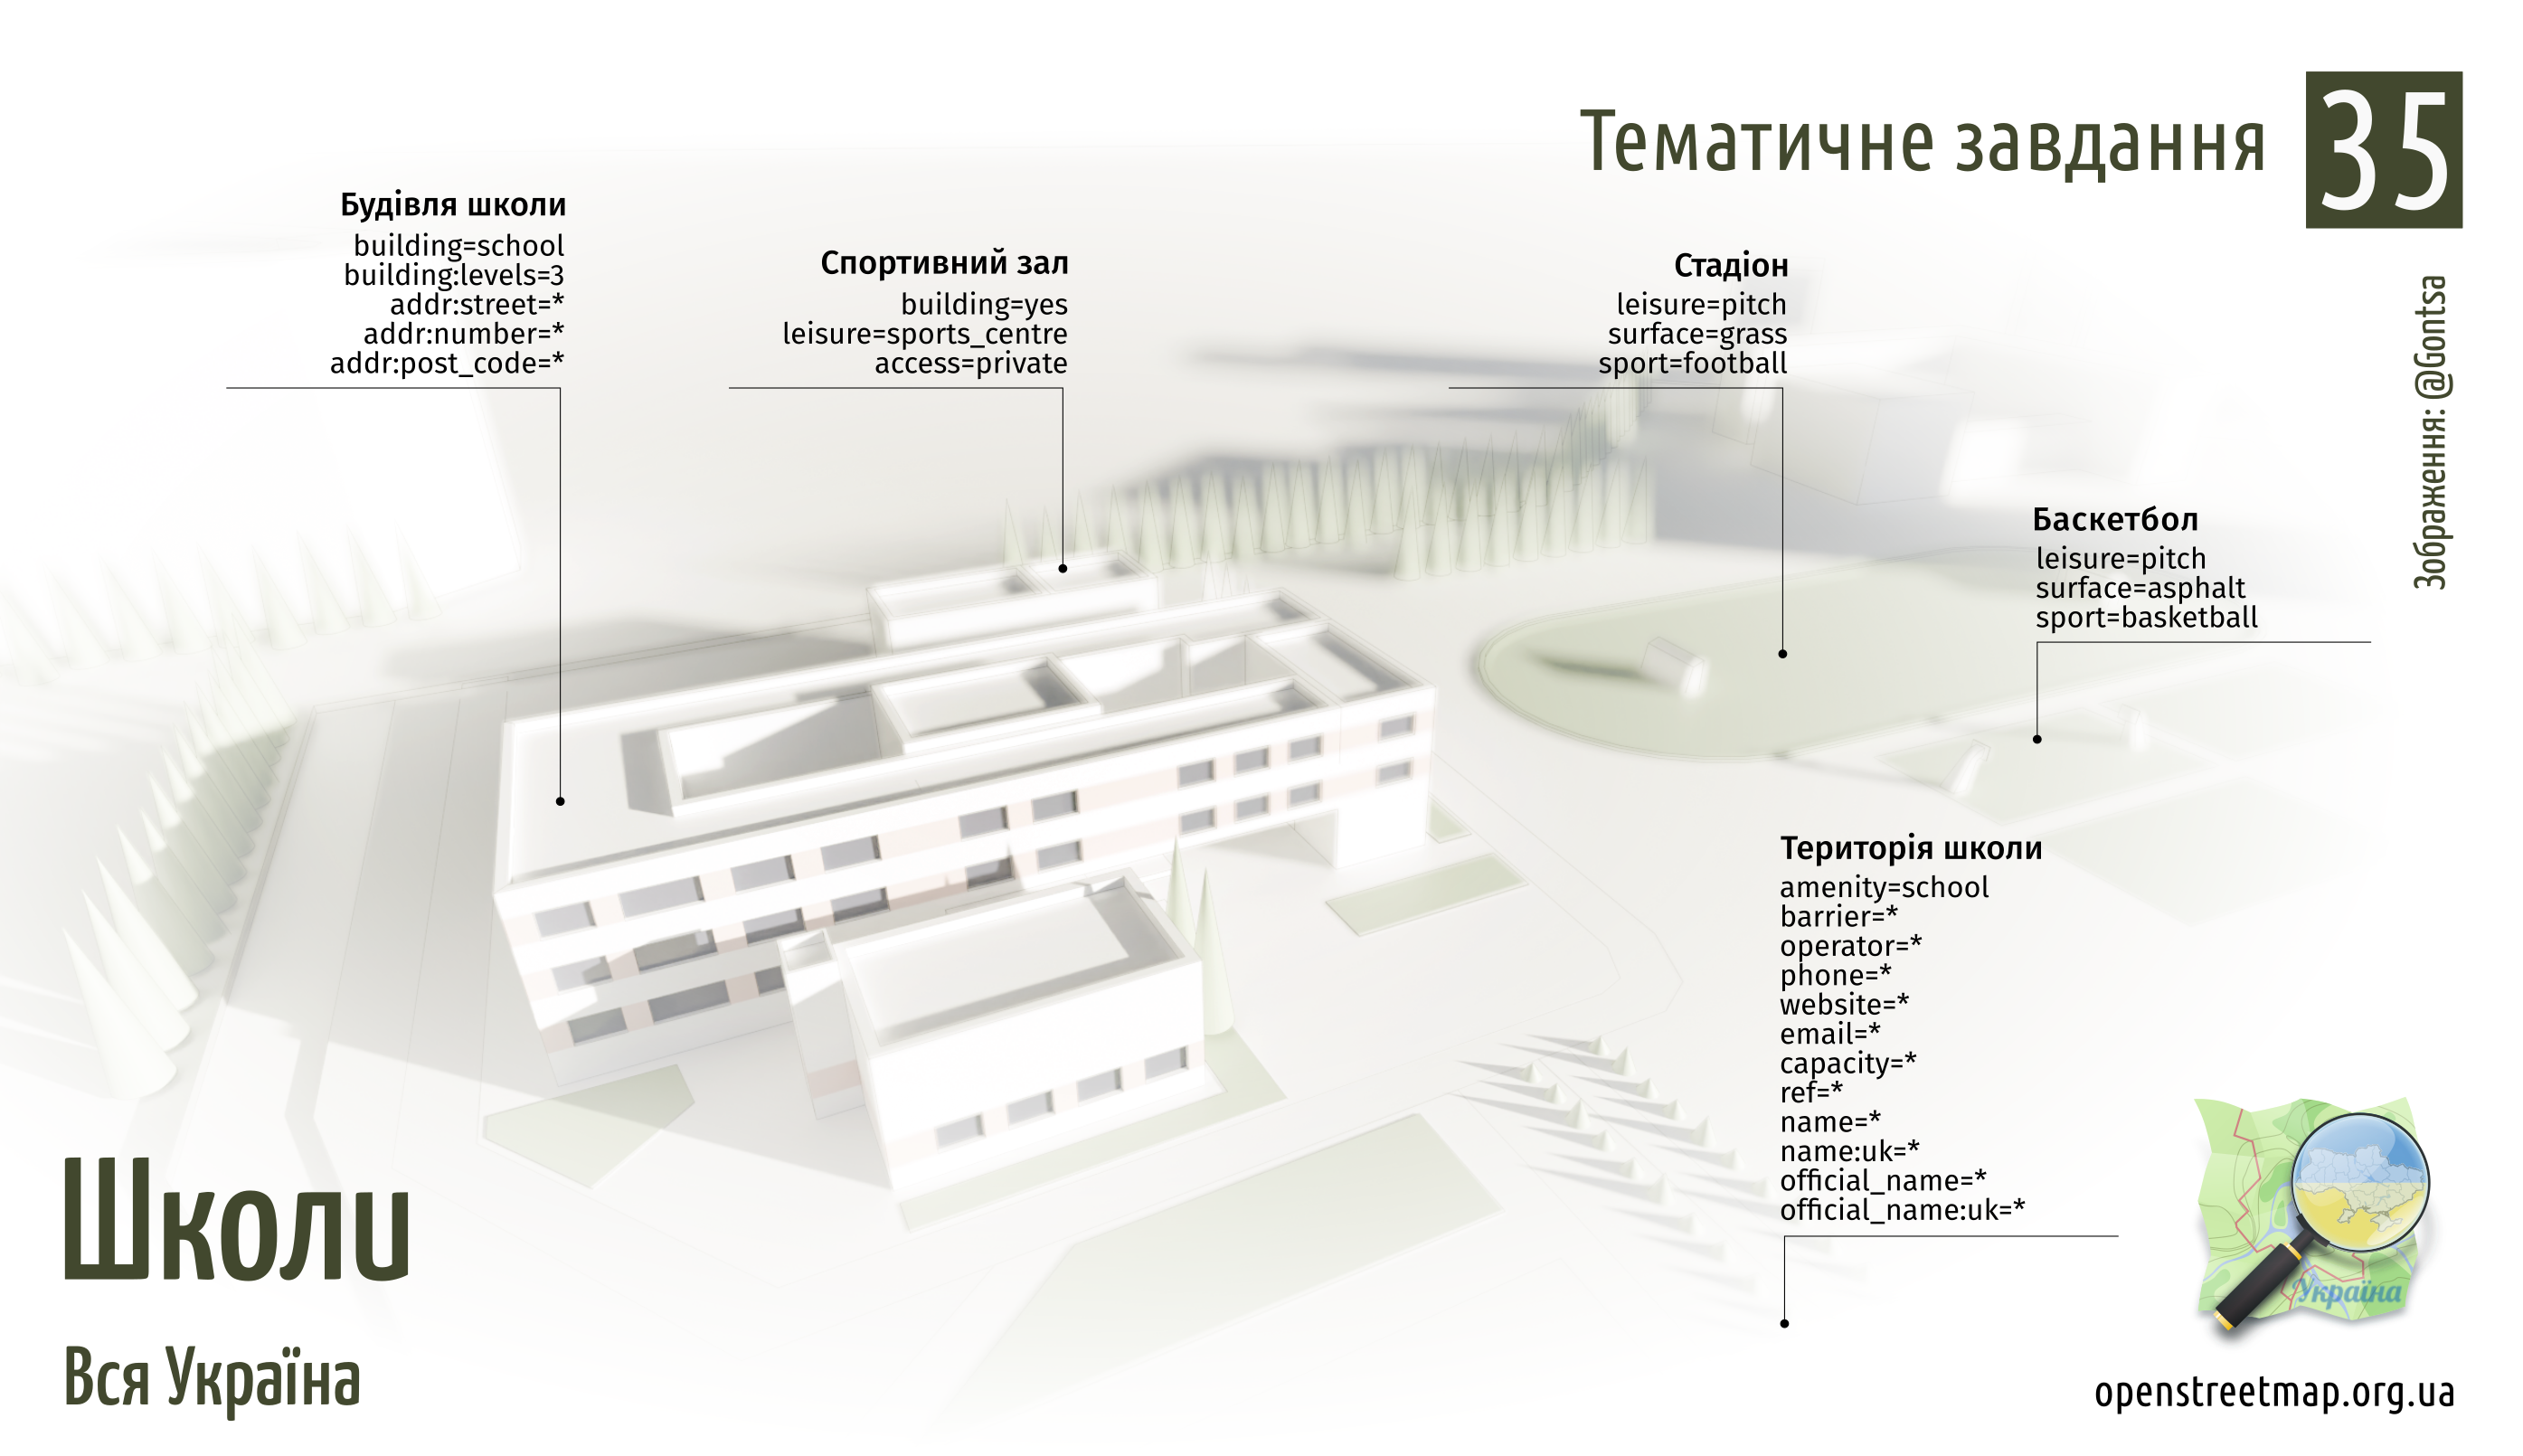 Тематичне завдання
35
Зображення: @Gontsa
Будівля школи
building=school
building:levels=3
addr:street=*
addr:number=*
addr:post_code=*
Спортивний зал
building=yes
leisure=sports_centre
access=private
Стадіон
leisure=pitch
surface=grass
sport=football
Баскетбол
leisure=pitch
surface=asphalt
sport=basketball
Територія школи
amenity=school
barrier=*
operator=*
phone=*
website=*
email=*
capacity=*
ref=*
name=*
name:uk=*
official_name=*
official_name:uk=*
Школи
Вся Україна
Україна
openstreetmap.org.ua